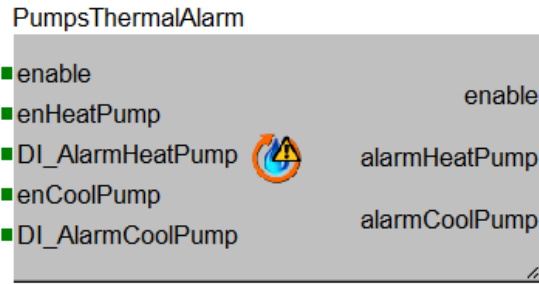 PumpsThermalAlarm
enable
enHeatPump
DI_AlarmHeatPump
enCoolPump
DI_AlarmCoolPump
enable
alarmHeatPump
alarmCoolPump